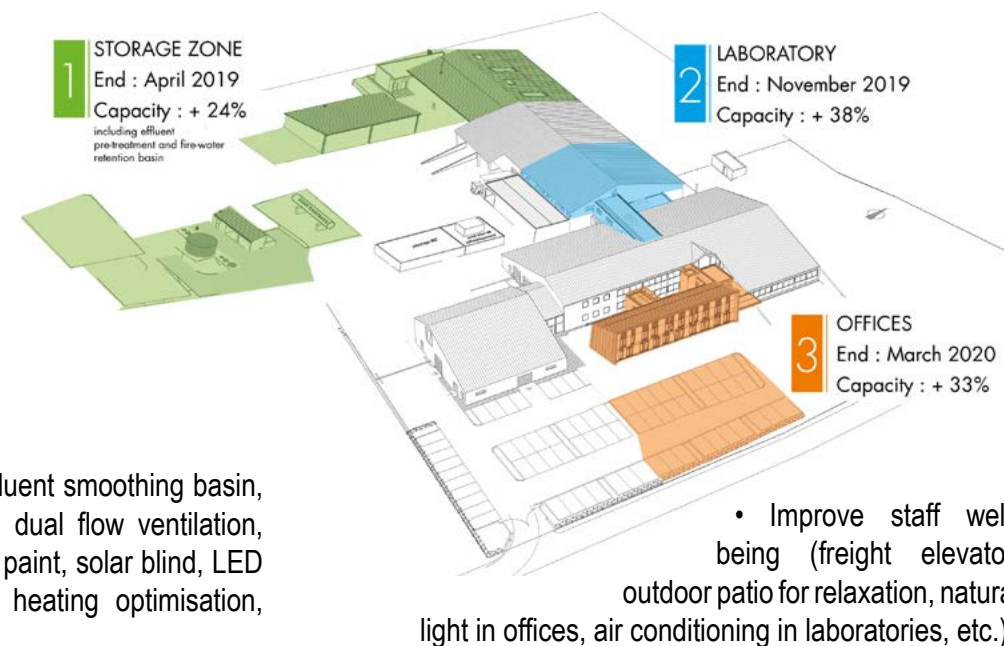 1
STORAGE ZONE
End : April 2019
Capacity : + 24%
including effluent
pre-treatment and fire-water
retention basin
2
LABORATORY
End : November 2019
Capacity : + 38%
3
OFFICES
End : March 2020
Capacity : + 33%
luent smoothing basin,
dual flow ventilation,
paint, solar blind, LED
heating optimisation,
• Improve staff wel
being (freight elevato
outdoor patio for relaxation, natura
light in offices, air conditioning in laboratories, etc.)